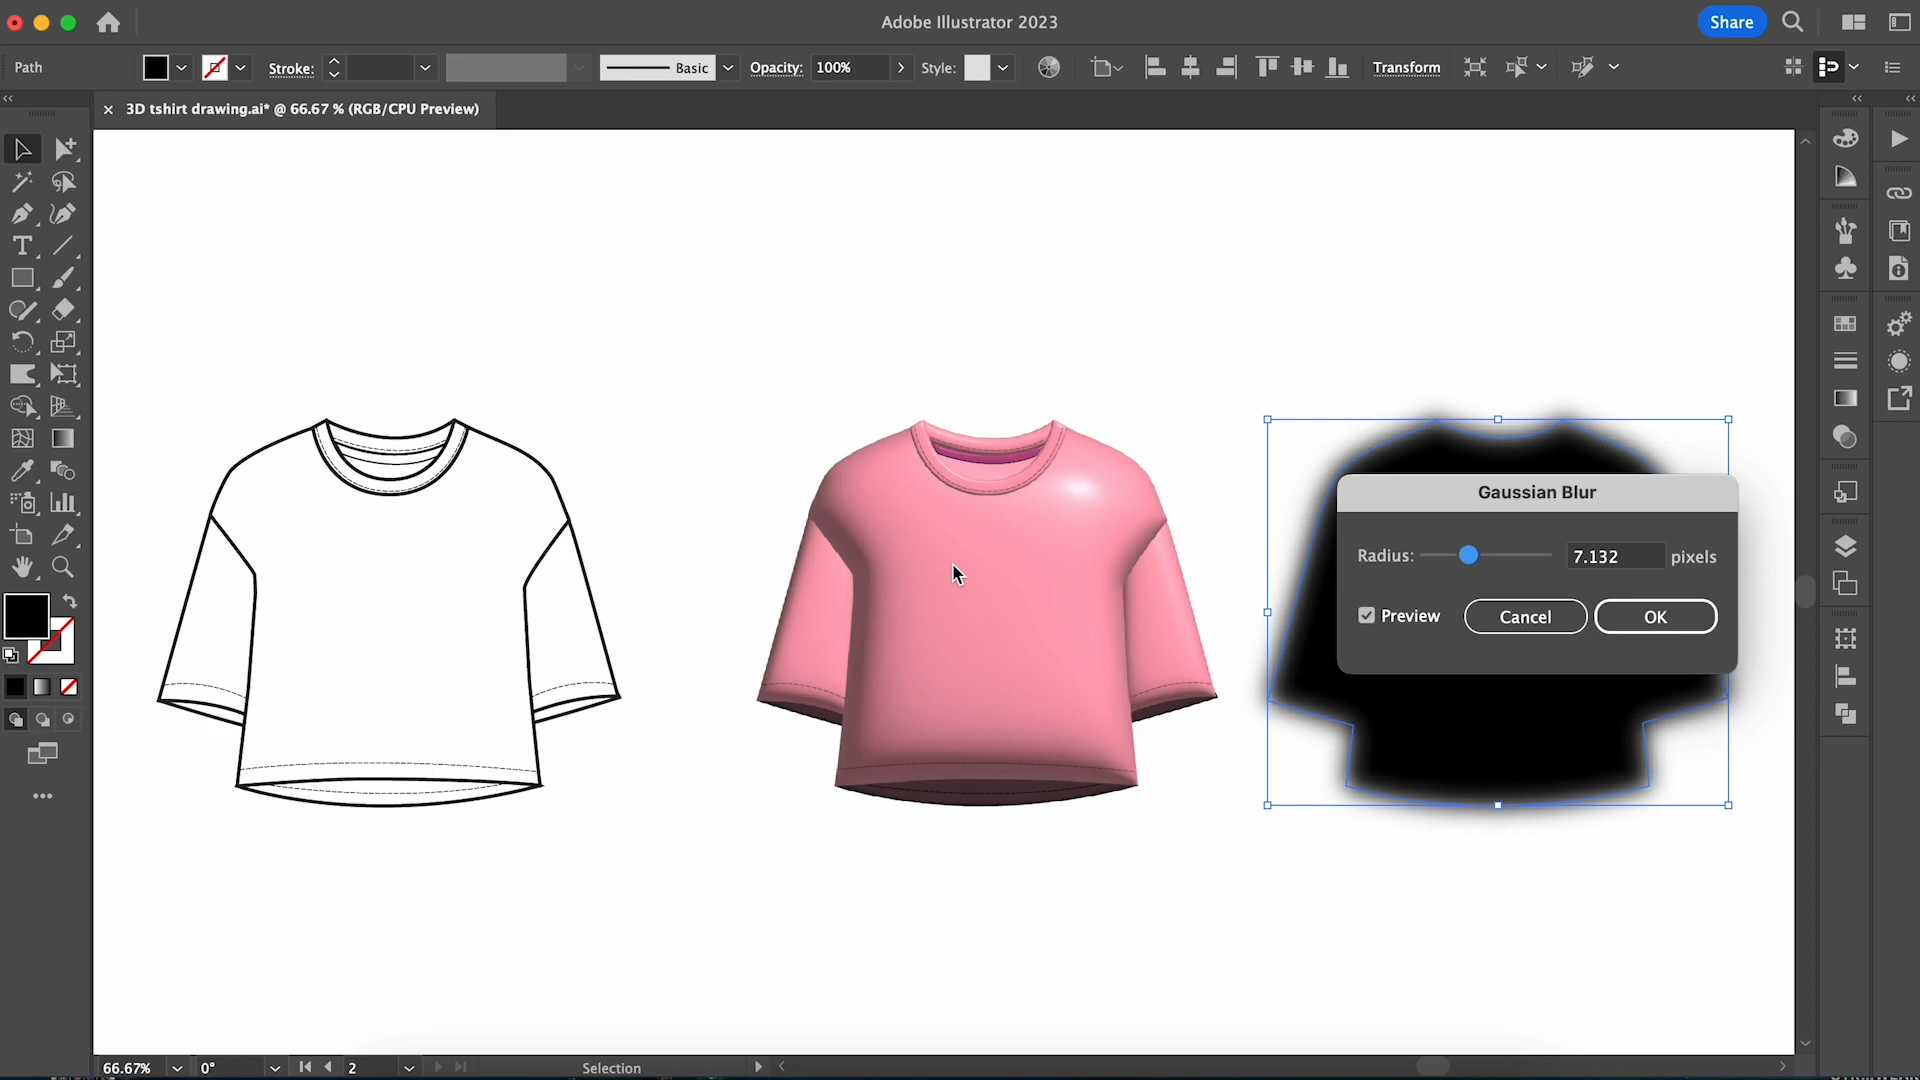 Adobe Illustrator 2023
Share
Path
Stroke:
Basic
Opacity:
100%
Style:
Transform
3D tshirt drawing.ai* @ 66.67 % (RGB/CPU Preview)
Gaussian Blur
Radius:
7.132
pixels
Preview
Cancel
OK
66.67%
0°
2
Selection